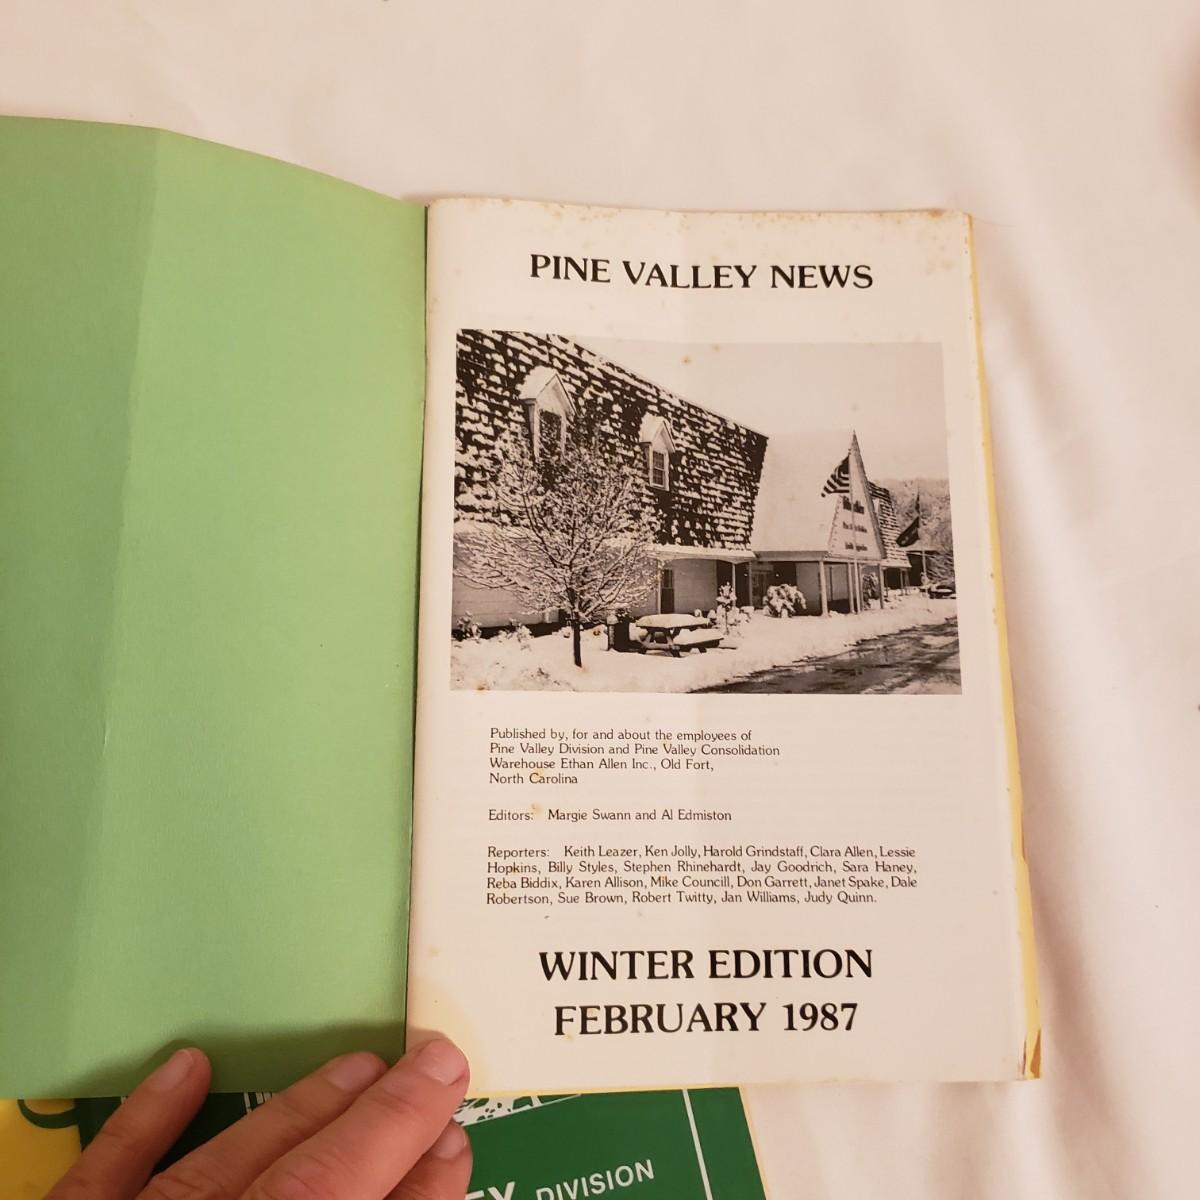 PINE VALLEY NEWS
Published by, for and about the employees of
Pine Valley Division and Pine Valley Consolidation
Warehouse Ethan Allen Inc., Old Fort,
North Carolina
Editors: Margie Swann and Al Edmiston
Reporters: Keith Leazer, Ken Jolly, Harold Grindstaff, Clara Allen, Lessie
Hopkins, Billy Styles, Stephen Rhinehardt, Jay Goodrich, Sara Haney,
Reba Biddix, Karen Allison, Mike Councill, Don Garrett, Janet Spake, Dale
Robertson, Sue Brown, Robert Twitty, Jan Williams, Judy Quinn.
WINTER EDITION
FEBRUARY 1987
DIVISION